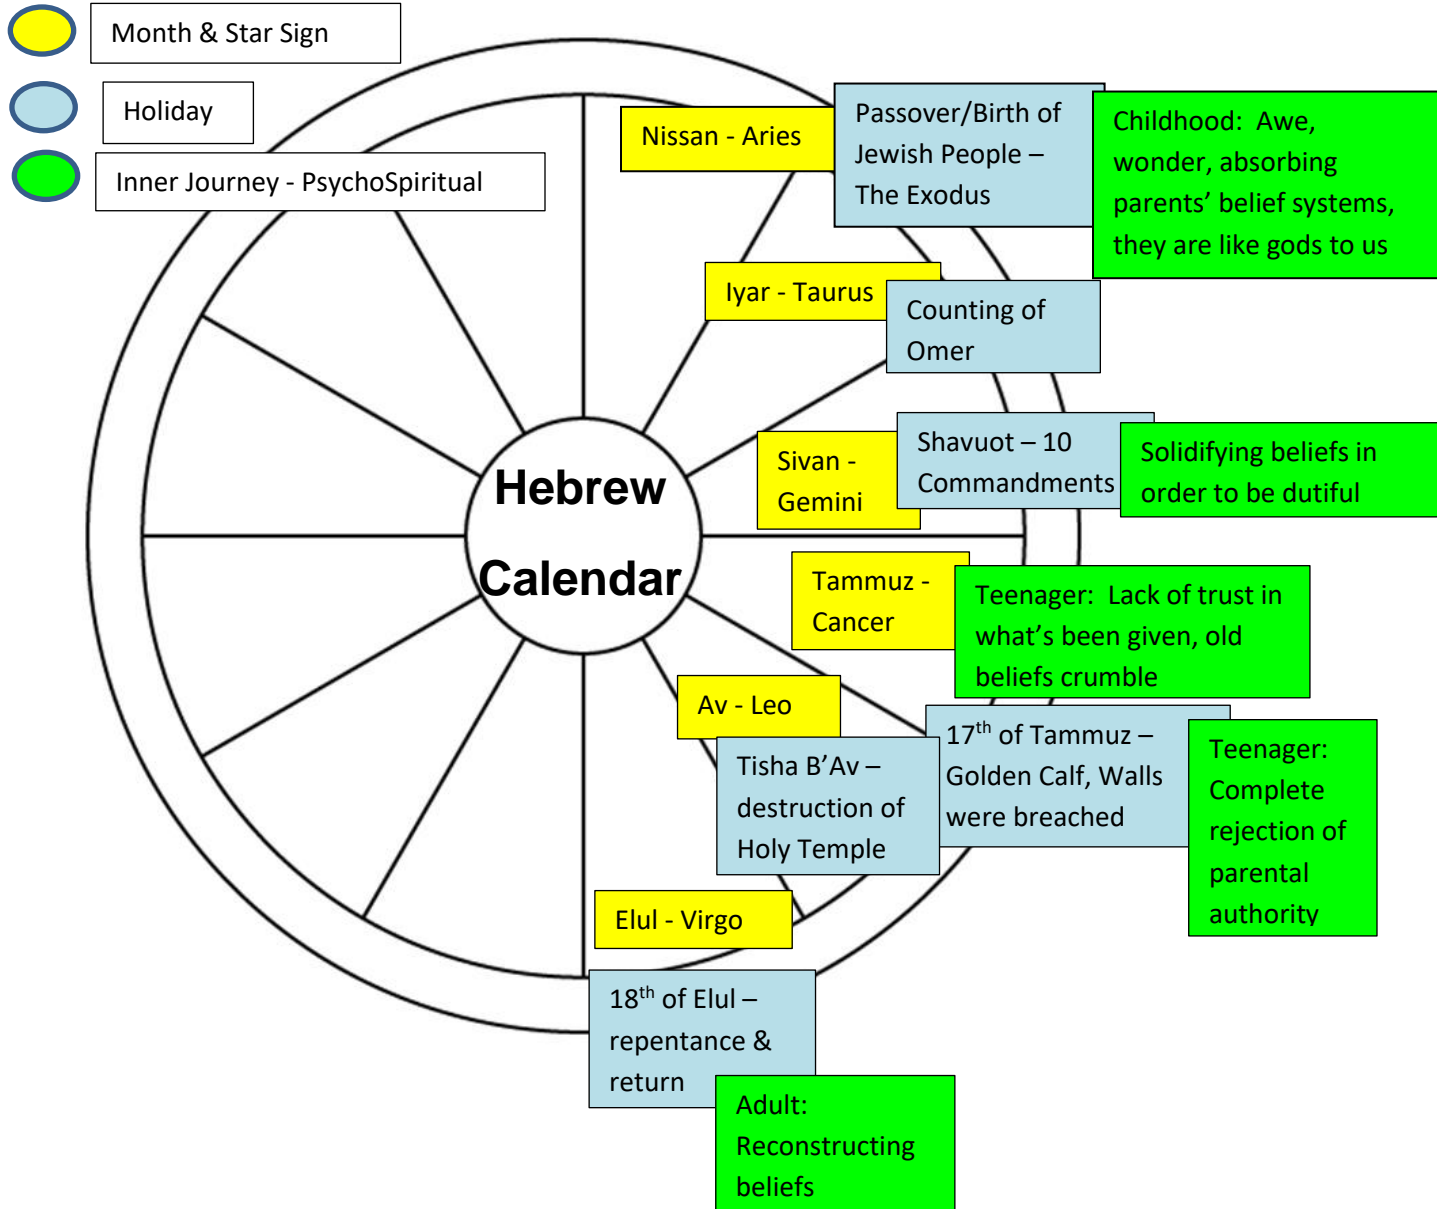 Month & Star Sign
Holiday
Inner Journey - PsychoSpiritual
Nissan - Aries
Passover/Birth of
Jewish People –
The Exodus
Childhood:  Awe,
wonder, absorbing
parents’ belief systems,
they are like gods to us
Iyar - Taurus
Counting of
Omer
Sivan -
Gemini
Shavuot – 10
Commandments
Solidifying beliefs in
order to be dutiful
Hebrew
Calendar
Tammuz -
Cancer
Teenager:  Lack of trust in
what’s been given, old
beliefs crumble
Av - Leo
Tisha B’Av –
destruction of
Holy Temple
17th of Tammuz –
Golden Calf, Walls
were breached
Teenager:
Complete
rejection of
parental
authority
Elul - Virgo
18th of Elul –
repentance &
return
Adult:
Reconstructing
beliefs